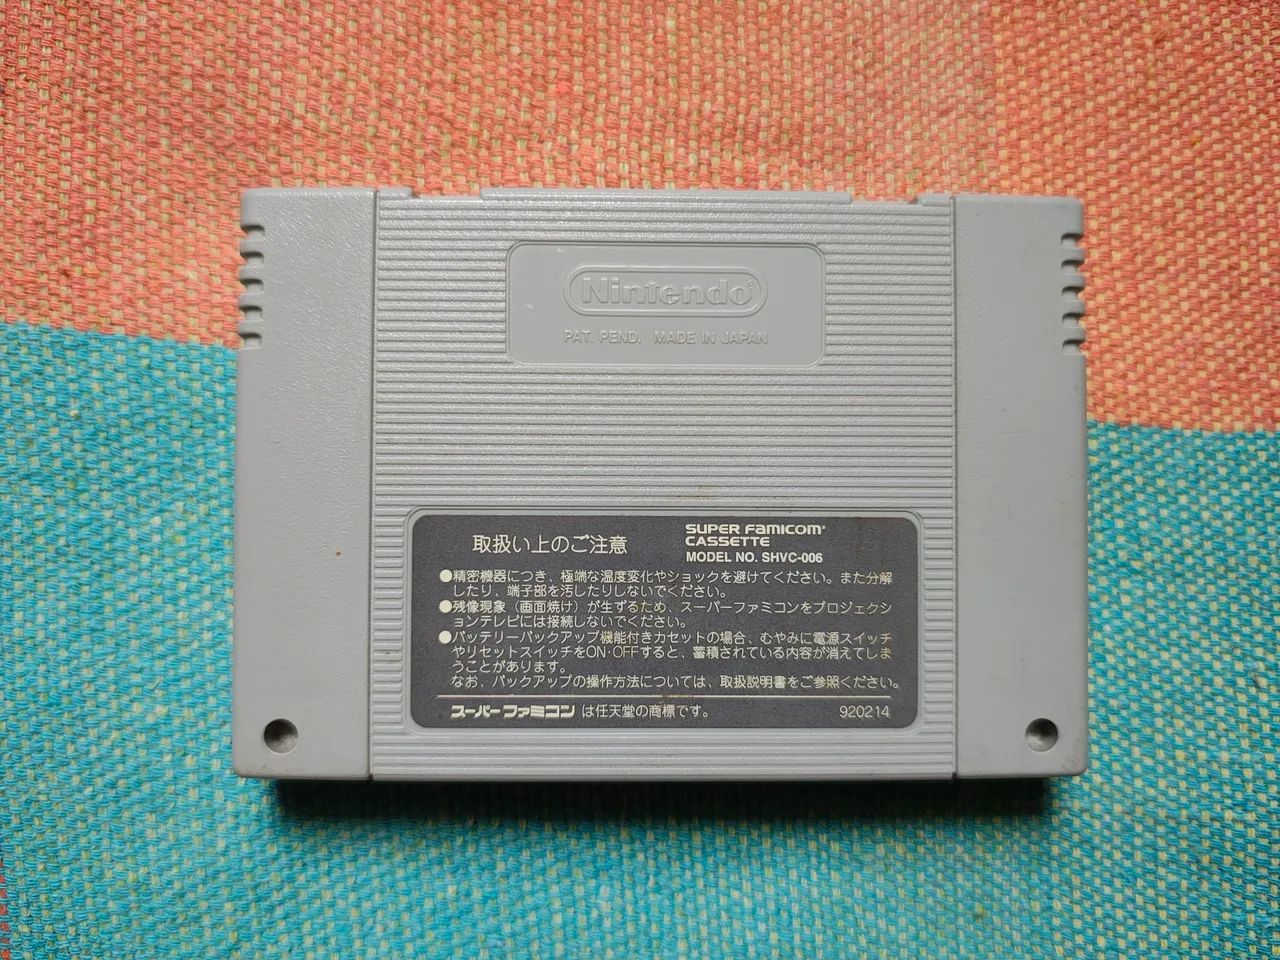 Nintendo®
PAT. PEND. MADE IN JAPAN
取扱い上のご注意
SUPER FAMICOM
CASSETTE
MODEL NO. SHVC-006
●精密機器につき、極端な温度変化やショックを避けてください。また分解
したり、端子部を汚したりしないでください。
●残像現象（画面焼け）が生ずるため、スーパーファミコンをプロジェクシ
ョンテレビには接続しないでください。
●バッテリーバックアップ機能付きカセットの場合、むやみに電源スイッチ
やリセットスイッチをON・OFFすると、蓄積されている内容が消えてしま
うことがあります。
なお、バックアップの操作方法については、取扱説明書をご参照ください。
スーパーファミコンは任天堂の商標です。
920214